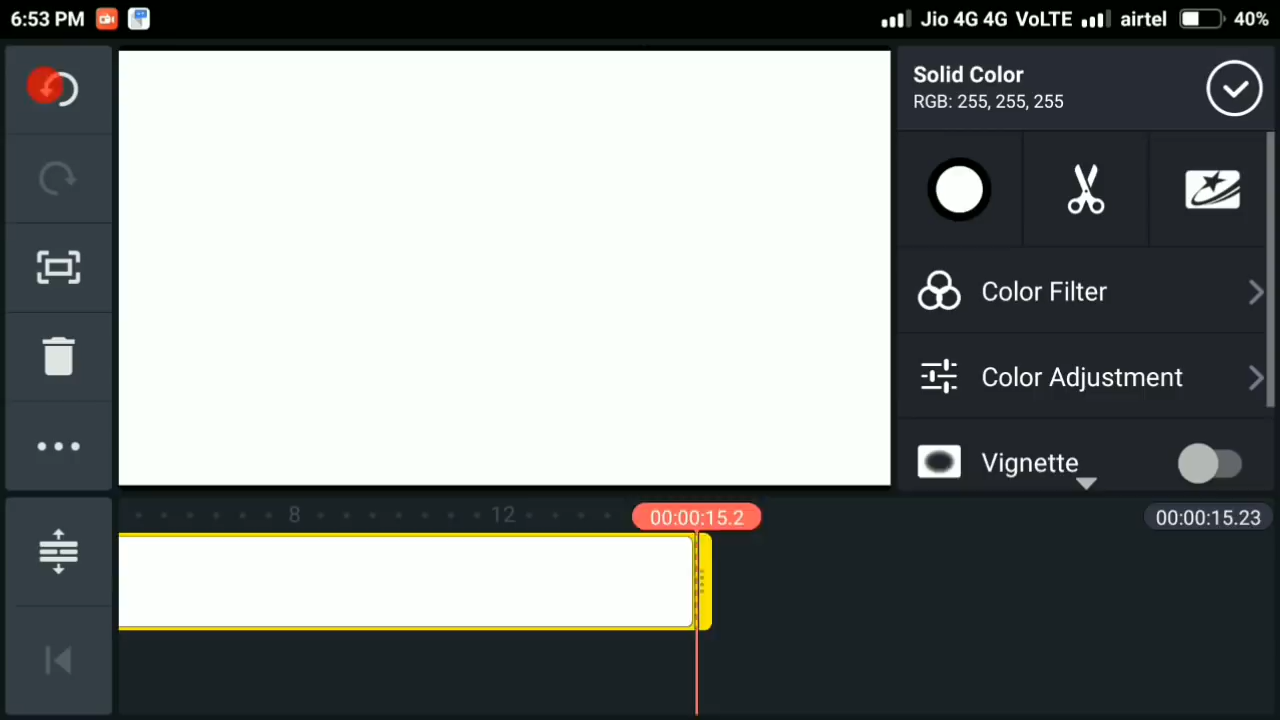 6:53 PM
Jio 4G 4G VoLTE airtel 40%
Solid Color
RGB: 255, 255, 255
Color Filter
Color Adjustment
Vignette
8 12 00:00:15.2 00:00:15.23